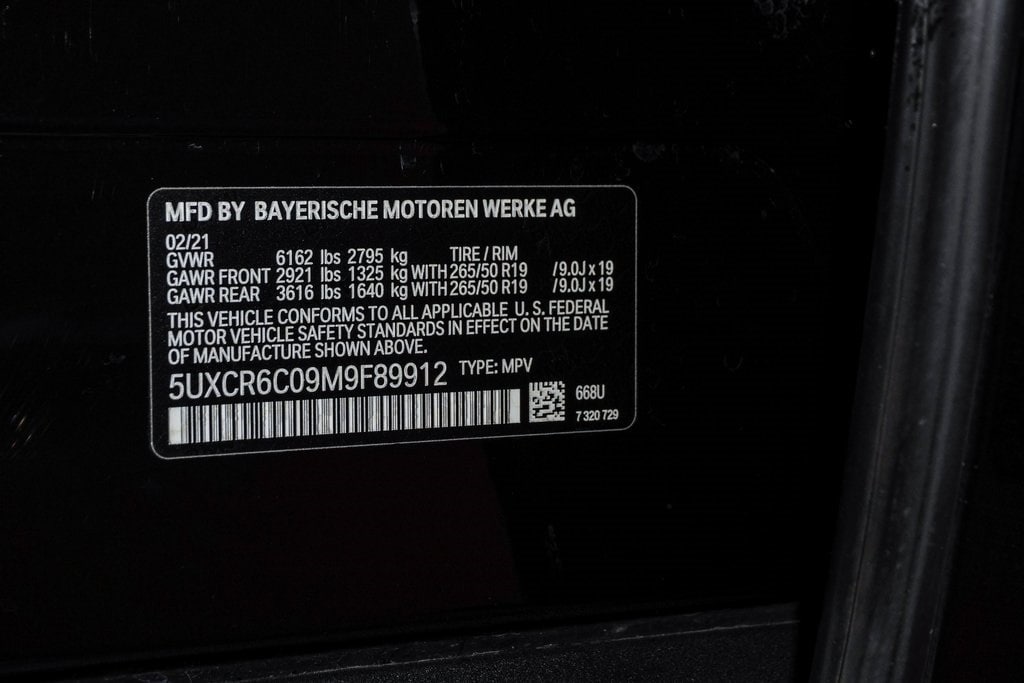 MFD BY BAYERISCHE MOTOREN WERKE AG
02/21
GVWR 6162 lbs 2795 kg TIRE / RIM
GAWR FRONT 2921 lbs 1325 kg WITH 265/50 R19 / 9.0J x 19
GAWR REAR 3616 lbs 1640 kg WITH 265/50 R19 / 9.0J x 19
THIS VEHICLE CONFORMS TO ALL APPLICABLE U. S. FEDERAL
MOTOR VEHICLE SAFETY STANDARDS IN EFFECT ON THE DATE
OF MANUFACTURE SHOWN ABOVE.
5UXCR6C09M9F89912 TYPE: MPV
668U
7 320 729